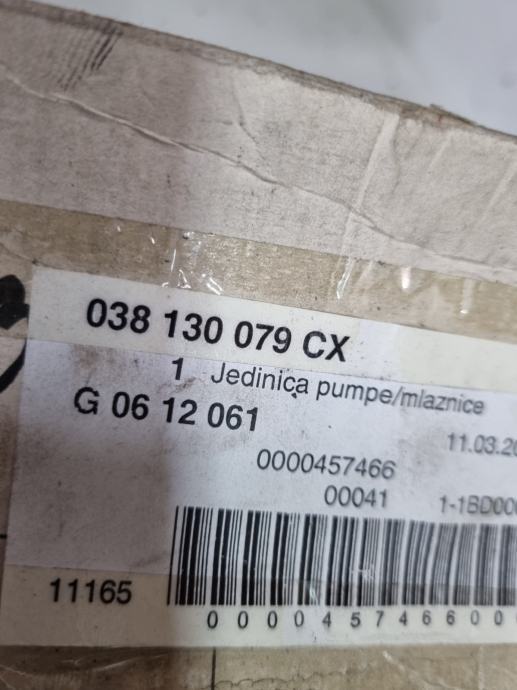 038 130 079 CX
1 Jedinica pumpe/mlaznice
G 06 12 061
11.03.20
0000457466
00041 1-1BD00
11165
0 0 0 0 4 5 7 4 6 6 0 0